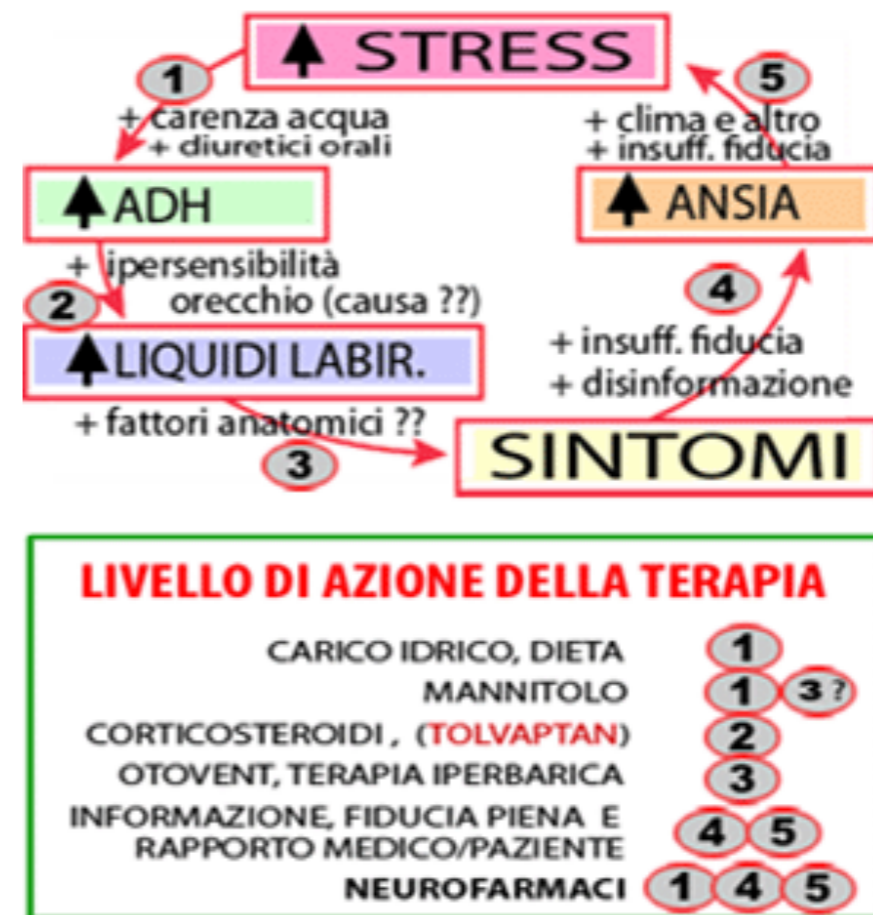 STRESS
1
5
+ carenza acqua
+ diuretici orali
+ clima e altro
+ insuff. fiducia
ADH
ANSIA
+ ipersensibilità
orecchio (causa ??)
2
4
LIQUIDI LABIR.
+ insuff. fiducia
+ disinformazione
+ fattori anatomici ??
3
SINTOMI
LIVELLO DI AZIONE DELLA TERAPIA
CARICO IDRICO, DIETA 1
MANNITOLO 1 3 ?
CORTICOSTEROIDI , (TOLVAPTAN) 2
OTOVENT, TERAPIA IPERBARICA 3
INFORMAZIONE, FIDUCIA PIENA E
RAPPORTO MEDICO/PAZIENTE 4 5
NEUROFARMACI 1 4 5